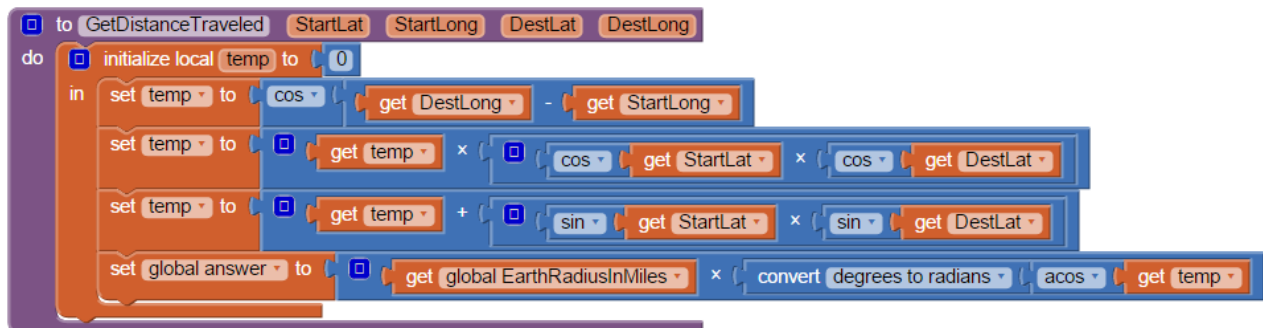 to GetDistanceTraveled StartLat StartLong DestLat DestLong
do initialize local temp to 0
in set temp to cos get DestLong - get StartLong
set temp to get temp × cos get StartLat × cos get DestLat
set temp to get temp + sin get StartLat × sin get DestLat
set global answer to get global EarthRadiusInMiles × convert degrees to radians acos get temp